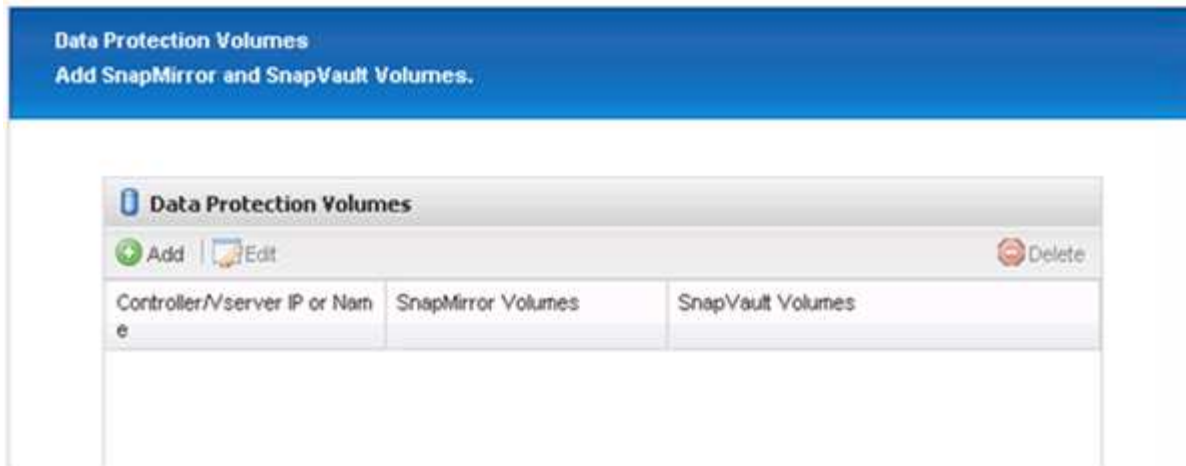 Data Protection Volumes
Add SnapMirror and SnapVault Volumes.
Data Protection Volumes
Add Edit Delete
Controller/Vserver IP or Nam SnapMirror Volumes SnapVault Volumes
e